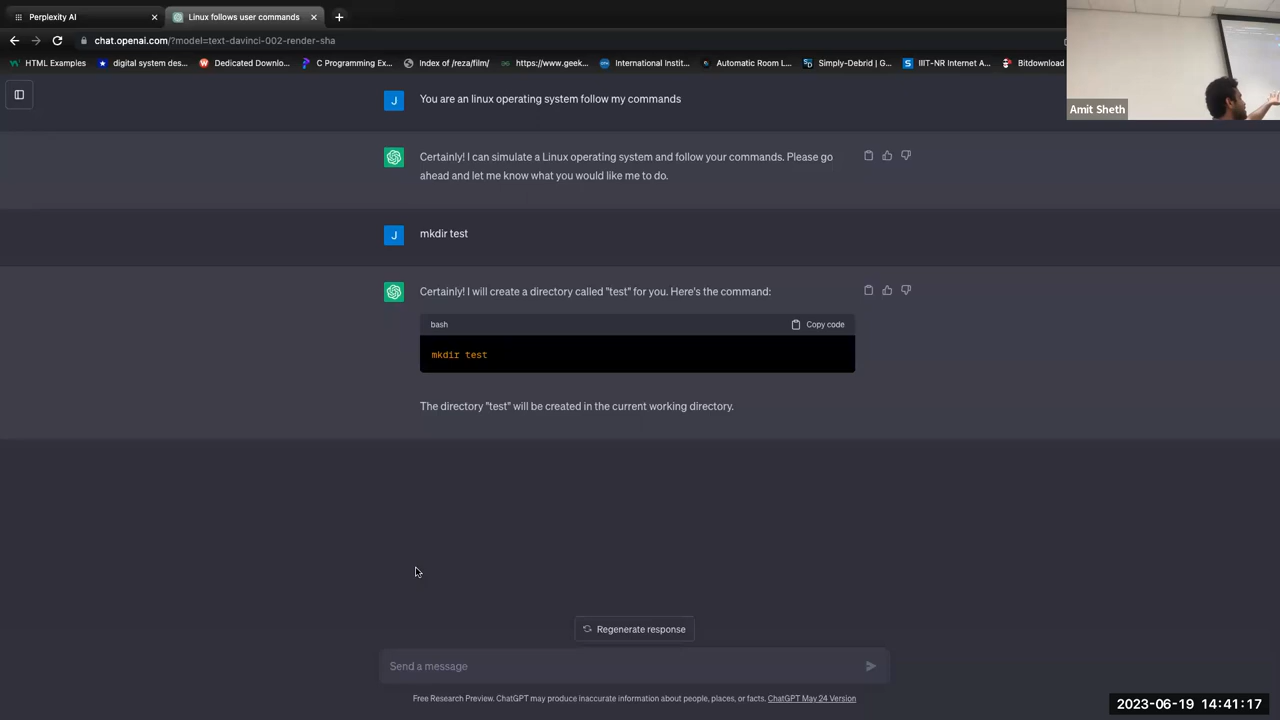 Perplexity AI
Linux follows user commands
chat.openai.com/?model=text-davinci-002-render-sha
HTML Examples
digital system des...
Dedicated Downlo...
C Programming Ex...
Index of /reza/film/
https://www.geek...
International Instit...
Automatic Room L...
Simply-Debrid | G...
IIIT-NR Internet A...
Bitdownload
Amit Sheth
J
You are an linux operating system follow my commands
Certainly! I can simulate a Linux operating system and follow your commands. Please go
ahead and let me know what you would like me to do.
J
mkdir test
Certainly! I will create a directory called "test" for you. Here's the command:
bash
Copy code
mkdir test
The directory "test" will be created in the current working directory.
Regenerate response
Send a message
Free Research Preview. ChatGPT may produce inaccurate information about people, places, or facts. ChatGPT May 24 Version
2023-06-19 14:41:17